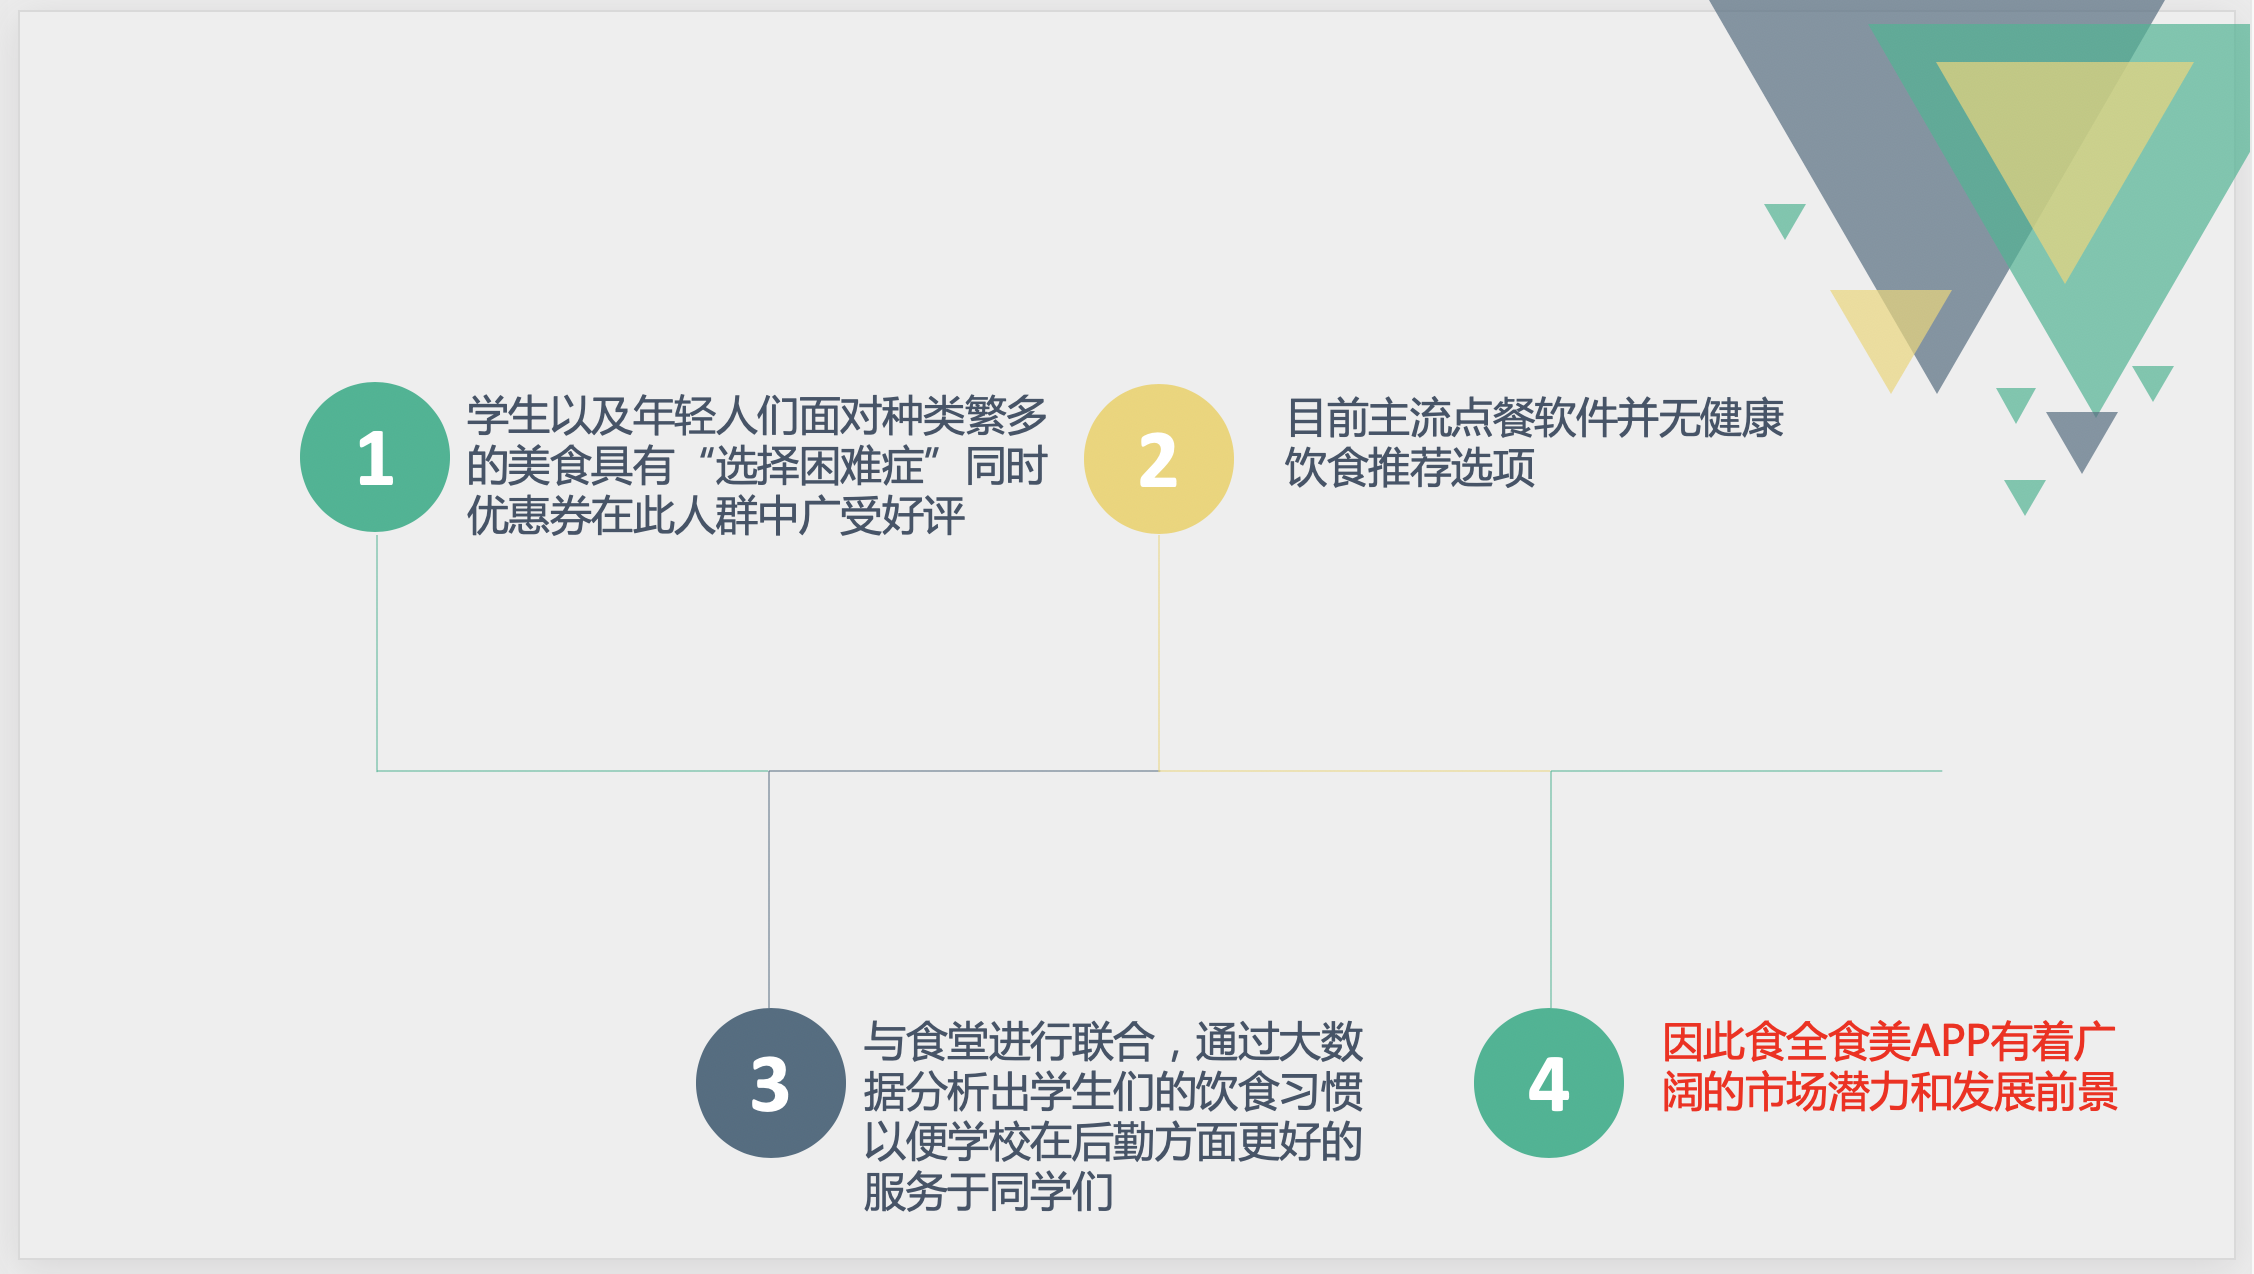 1
学生以及年轻人们面对种类繁多
的美食具有“选择困难症”同时
优惠券在此人群中广受好评
2
目前主流点餐软件并无健康
饮食推荐选项
3
与食堂进行联合，通过大数
据分析出学生们的饮食习惯
以便学校在后勤方面更好的
服务于同学们
4
因此食全食美APP有着广
阔的市场潜力和发展前景